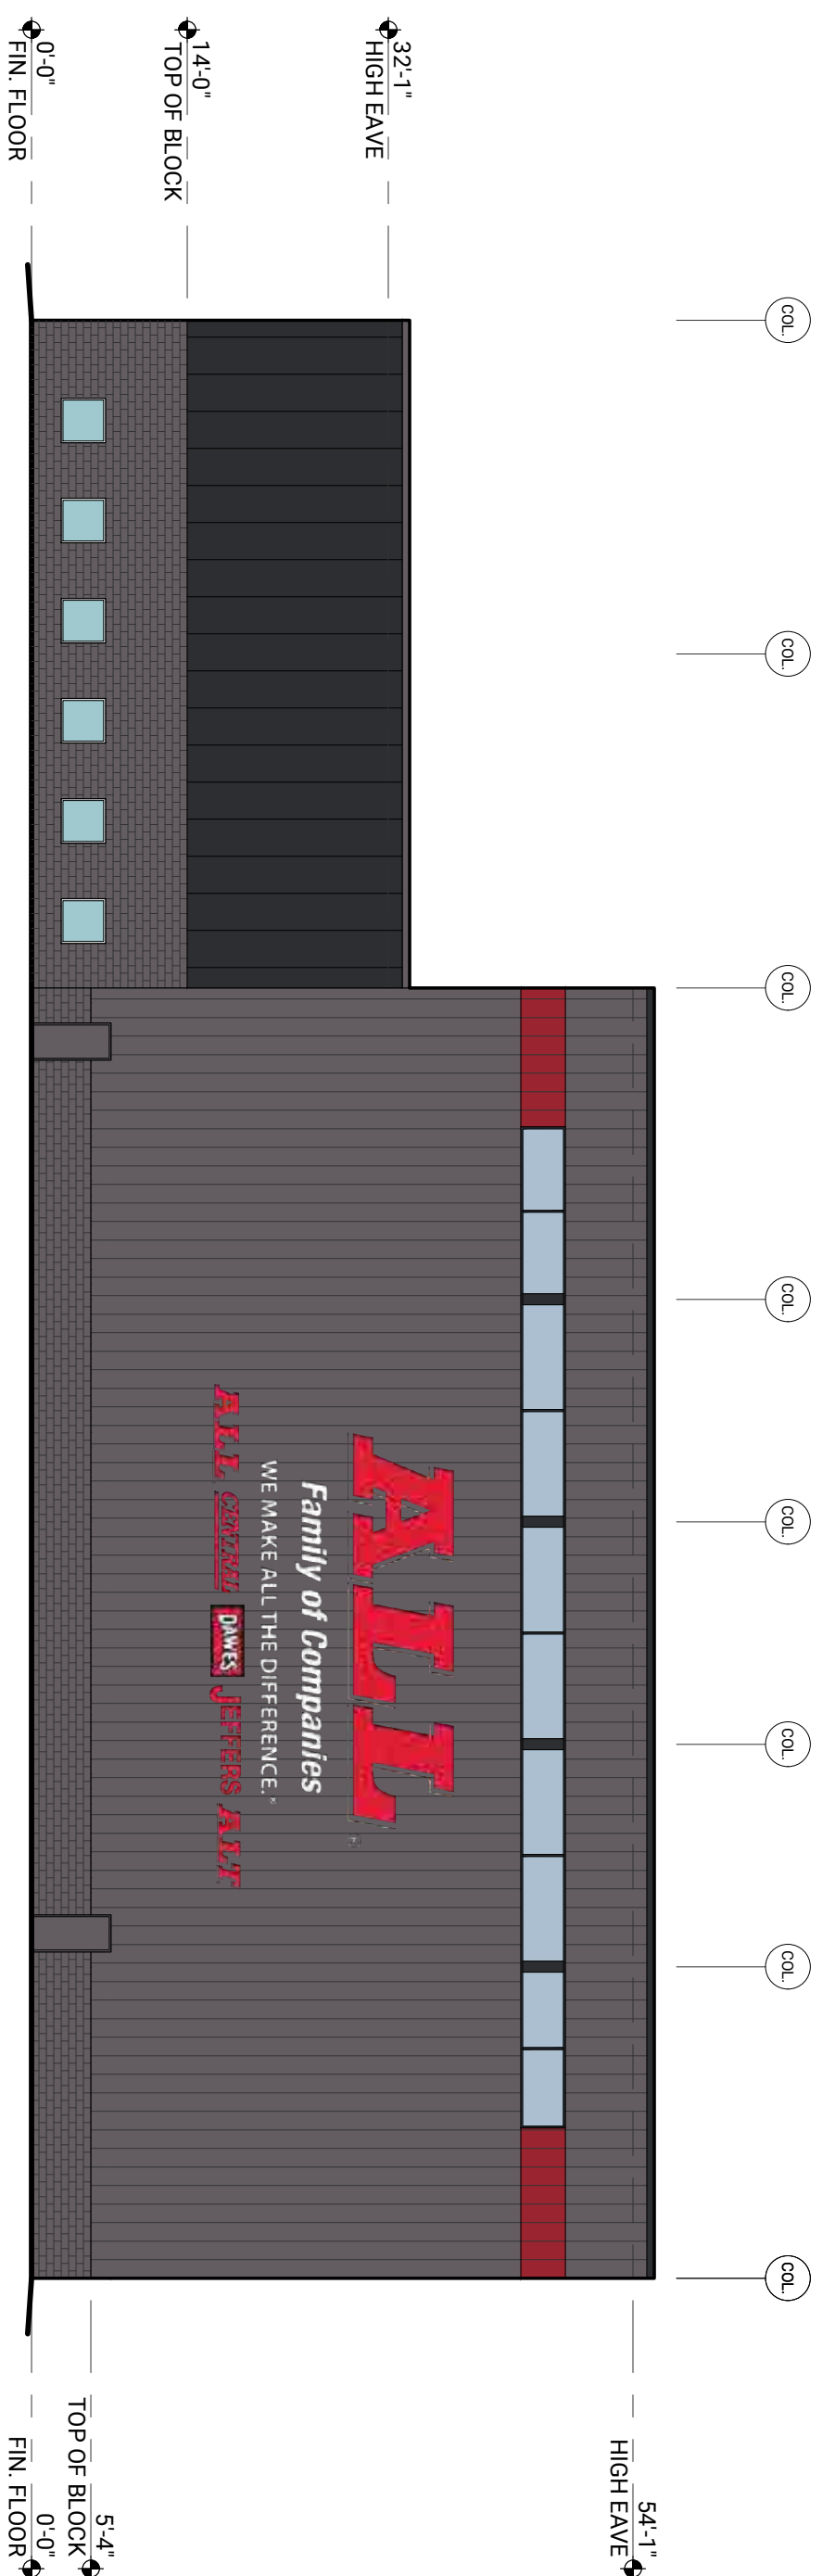 COL.
COL.
COL.
COL.
COL.
COL.
COL.
COL.
32'-1"
HIGH EAVE
14'-0"
TOP OF BLOCK
0'-0"
FIN. FLOOR
ALL®
Family of Companies
WE MAKE ALL THE DIFFERENCE.
ALL CENTRAL DAWES JEFFERS ALT
54'-1"
HIGH EAVE
5'-4"
TOP OF BLOCK
0'-0"
FIN. FLOOR